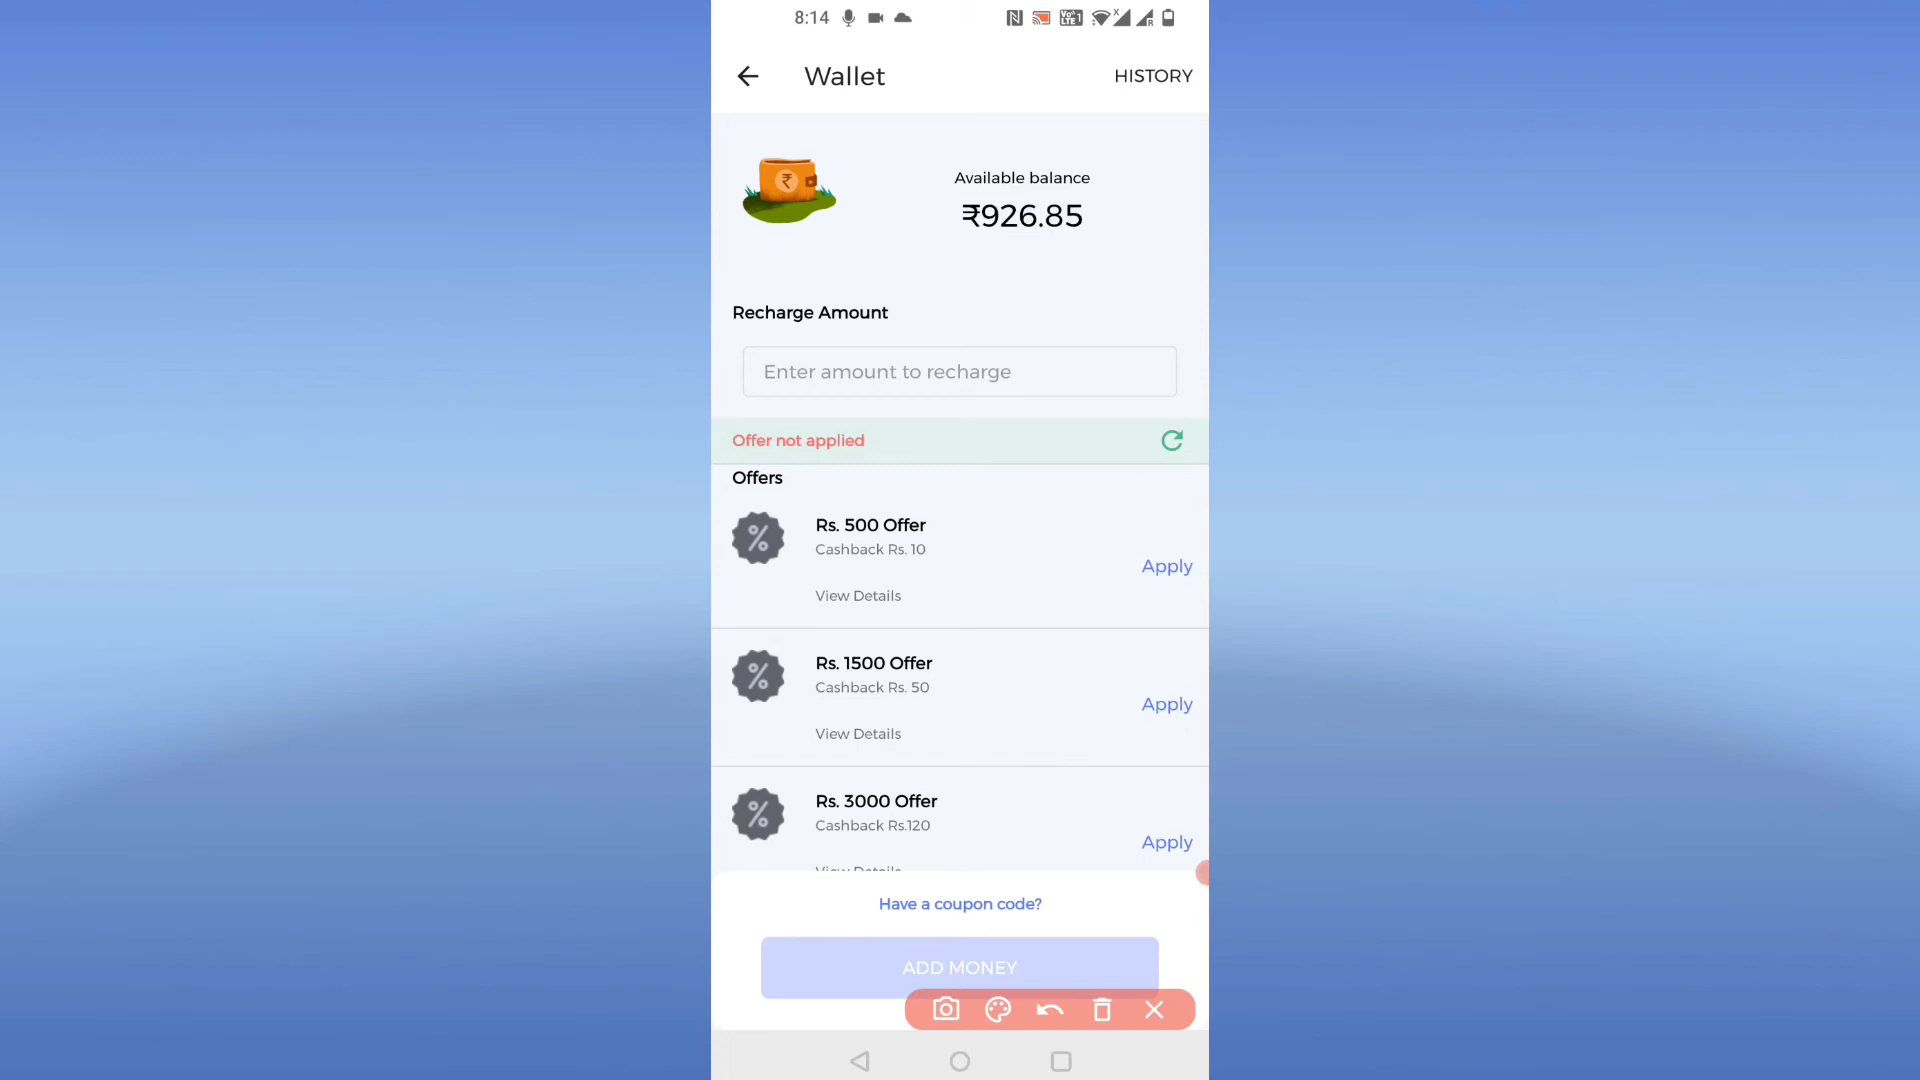 8:14
Wallet
HISTORY
Available balance
₹926.85
Recharge Amount
Enter amount to recharge
Offer not applied
Offers
Rs. 500 Offer
Cashback Rs. 10
Apply
View Details
Rs. 1500 Offer
Cashback Rs. 50
Apply
View Details
Rs. 3000 Offer
Cashback Rs.120
Apply
View Details
Have a coupon code?
ADD MONEY